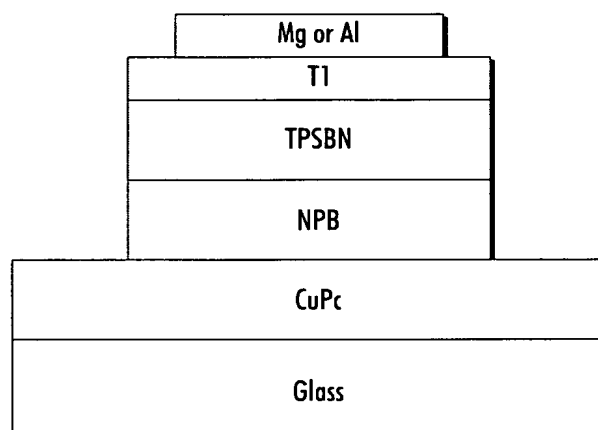 Mg or Al
T1
TPSBN
NPB
CuPc
Glass